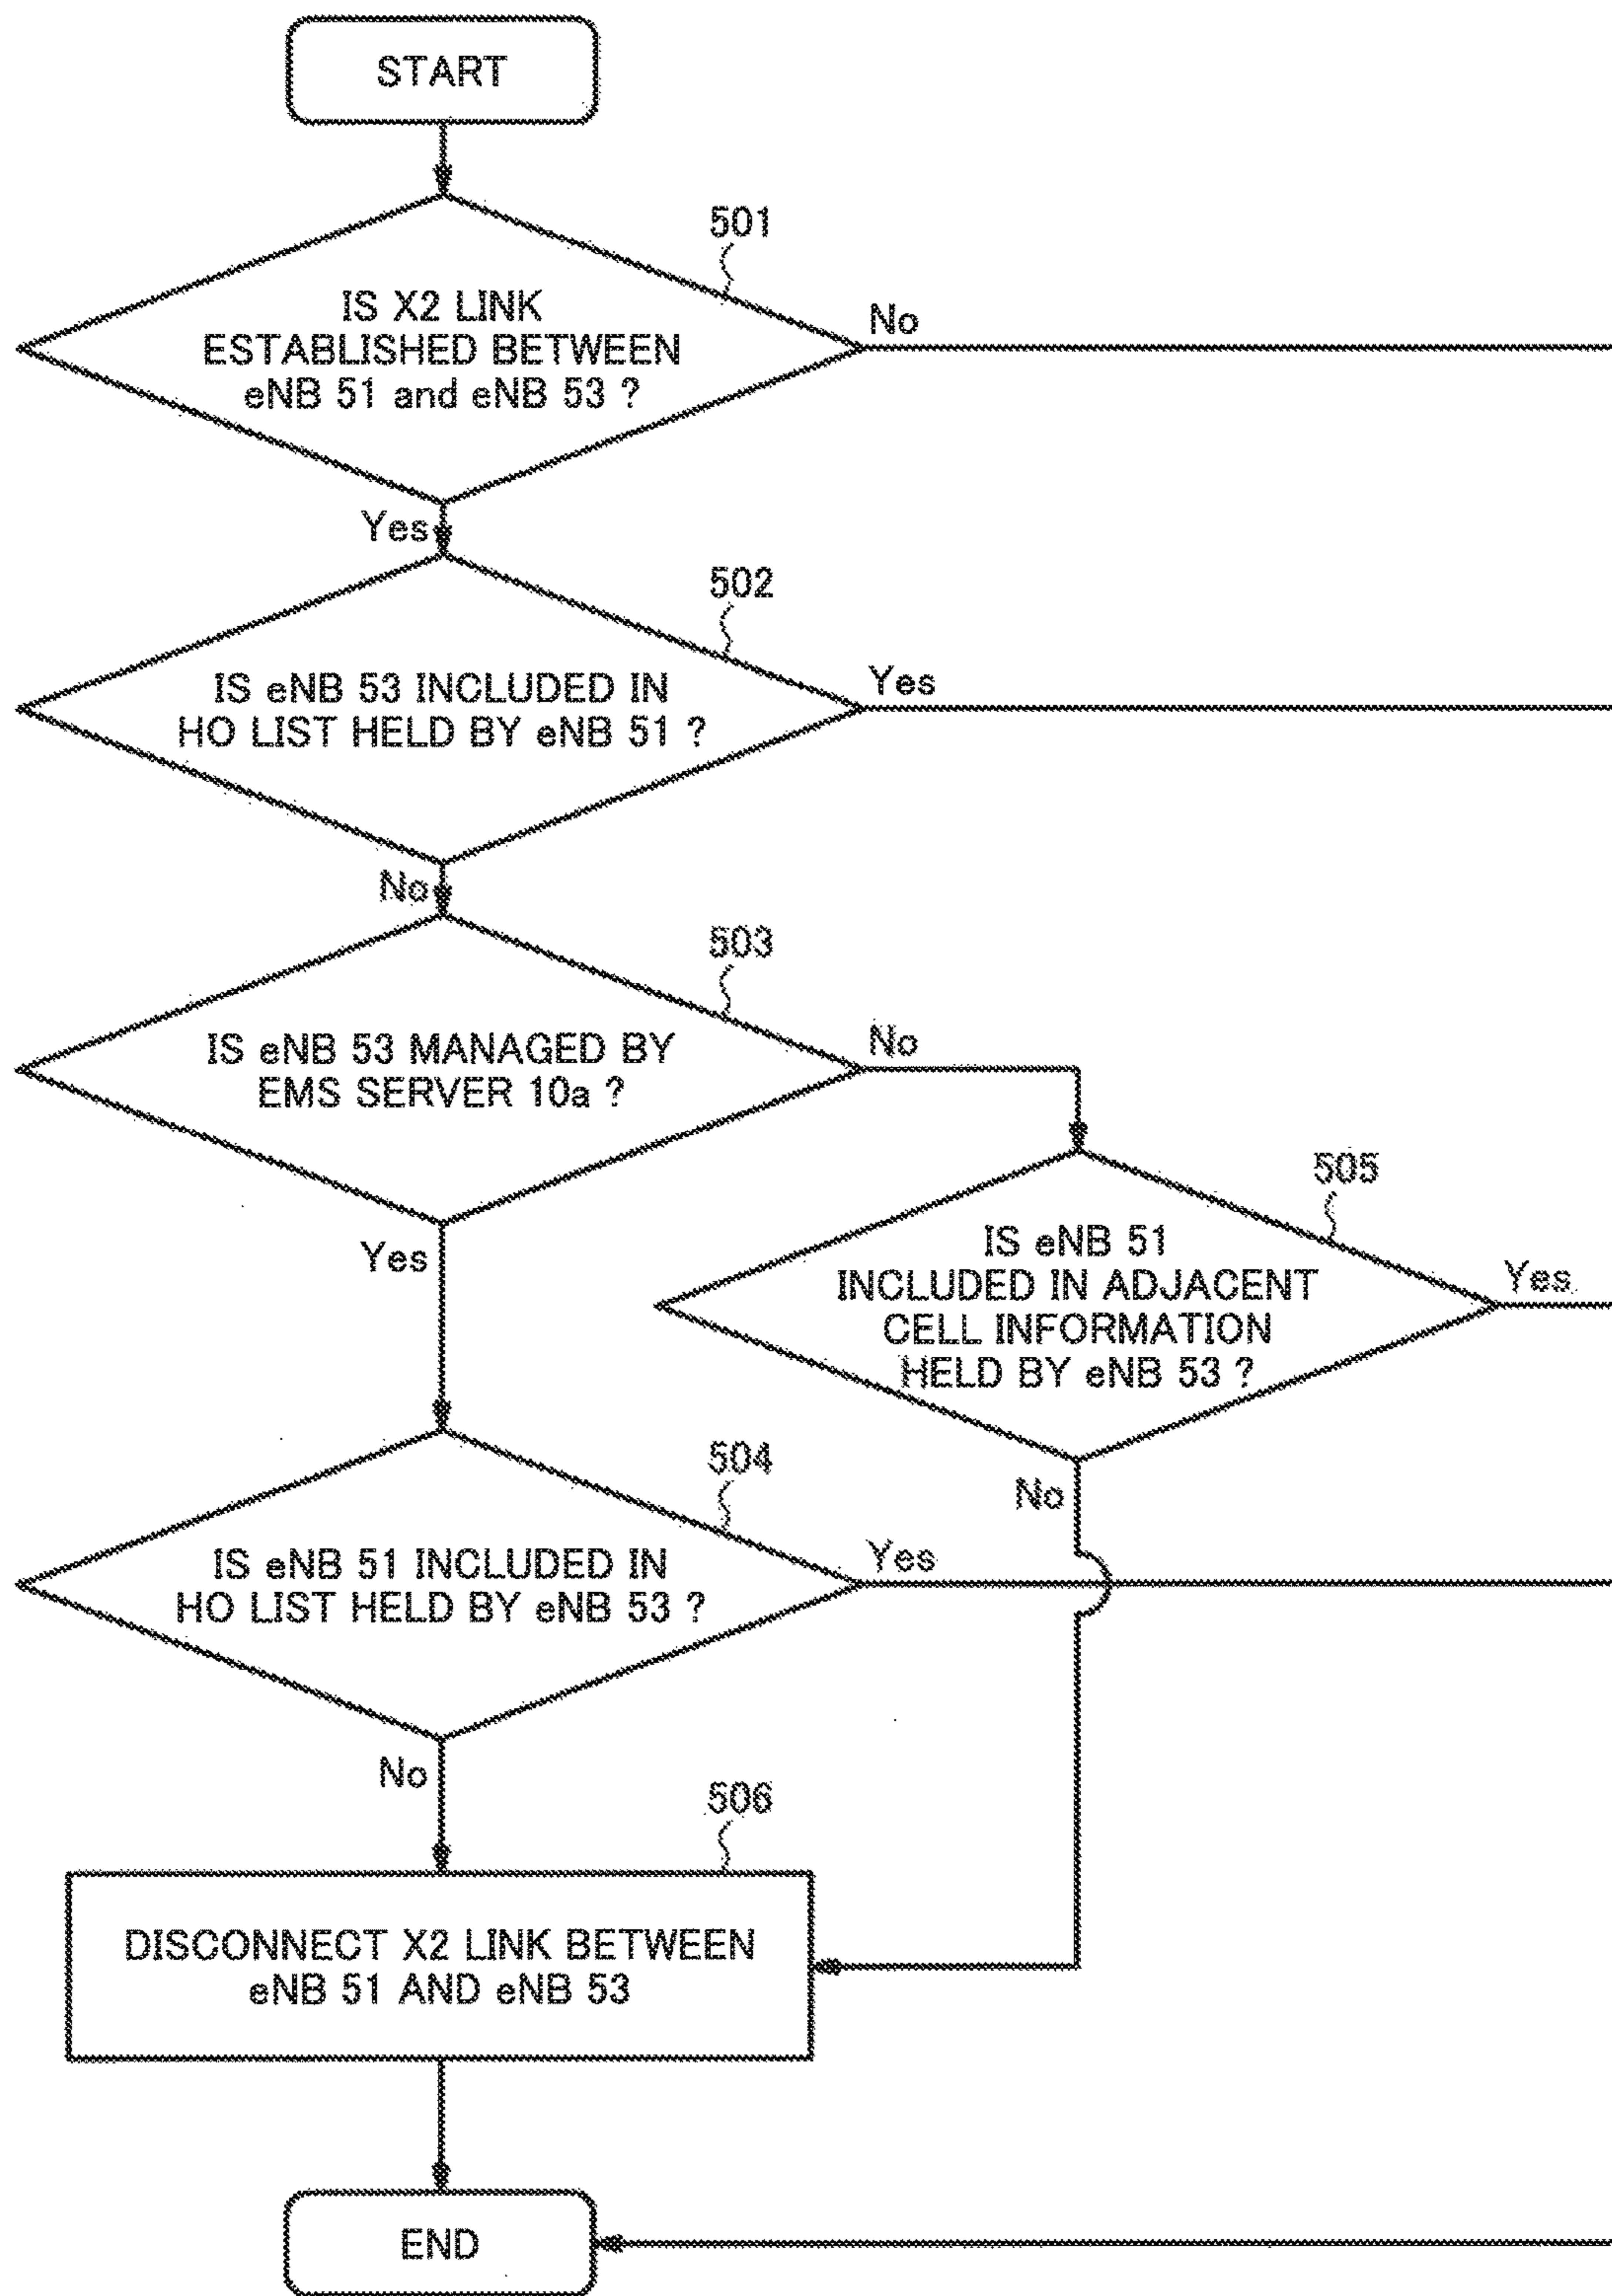 START
501
IS X2 LINK
ESTABLISHED BETWEEN
eNB 51 and eNB 53 ?
No
Yes
502
IS eNB 53 INCLUDED IN
HO LIST HELD BY eNB 51 ?
Yes
No
503
IS eNB 53 MANAGED BY
EMS SERVER 10a ?
No
Yes
505
IS eNB 51
INCLUDED IN ADJACENT
CELL INFORMATION
HELD BY eNB 53 ?
Yes
No
504
IS eNB 51 INCLUDED IN
HO LIST HELD BY eNB 53 ?
Yes
No
506
DISCONNECT X2 LINK BETWEEN
eNB 51 AND eNB 53
END